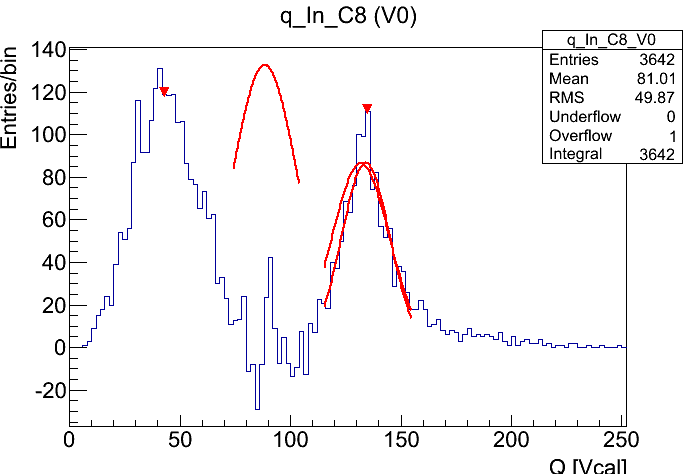 q_In_C8 (V0)
Entries/bin
q_In_C8_V0
Entries 3642
Mean 81.01
RMS 49.87
Underflow 0
Overflow 1
Integral 3642
140
120
100
80
60
40
20
0
-20
0 50 100 150 200 250
Q [Vcal]